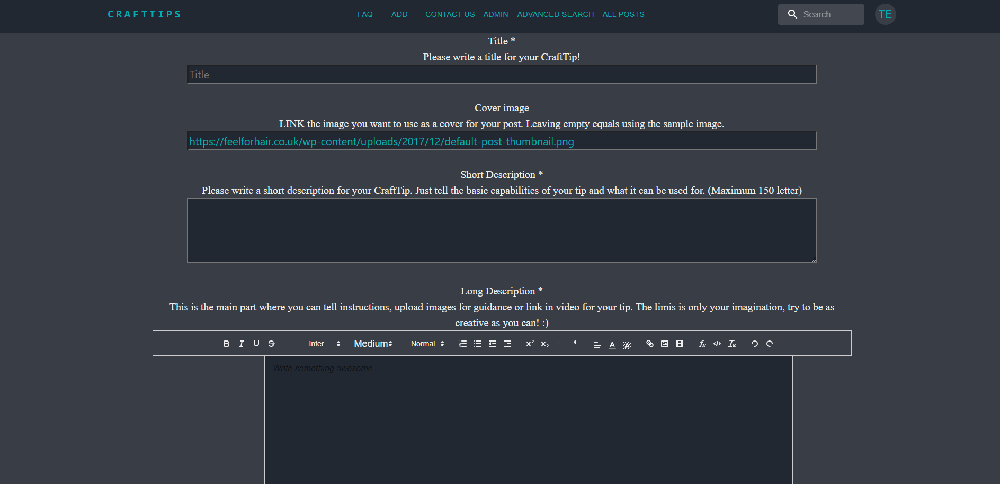 CRAFTTIPS
FAQ ADD CONTACT US ADMIN ADVANCED SEARCH ALL POSTS
Search...
TE
Title *
Please write a title for your CraftTip!
Title
Cover image
LINK the image you want to use as a cover for your post. Leaving empty equals using the sample image.
https://feelforhair.co.uk/wp-content/uploads/2017/12/default-post-thumbnail.png
Short Description *
Please write a short description for your CraftTip. Just tell the basic capabilities of your tip and what it can be used for. (Maximum 150 letter)
Long Description *
This is the main part where you can tell instructions, upload images for guidance or link in video for your tip. The limis is only your imagination, try to be as
creative as you can! :)
Inter Medium Normal
Write something awesome...